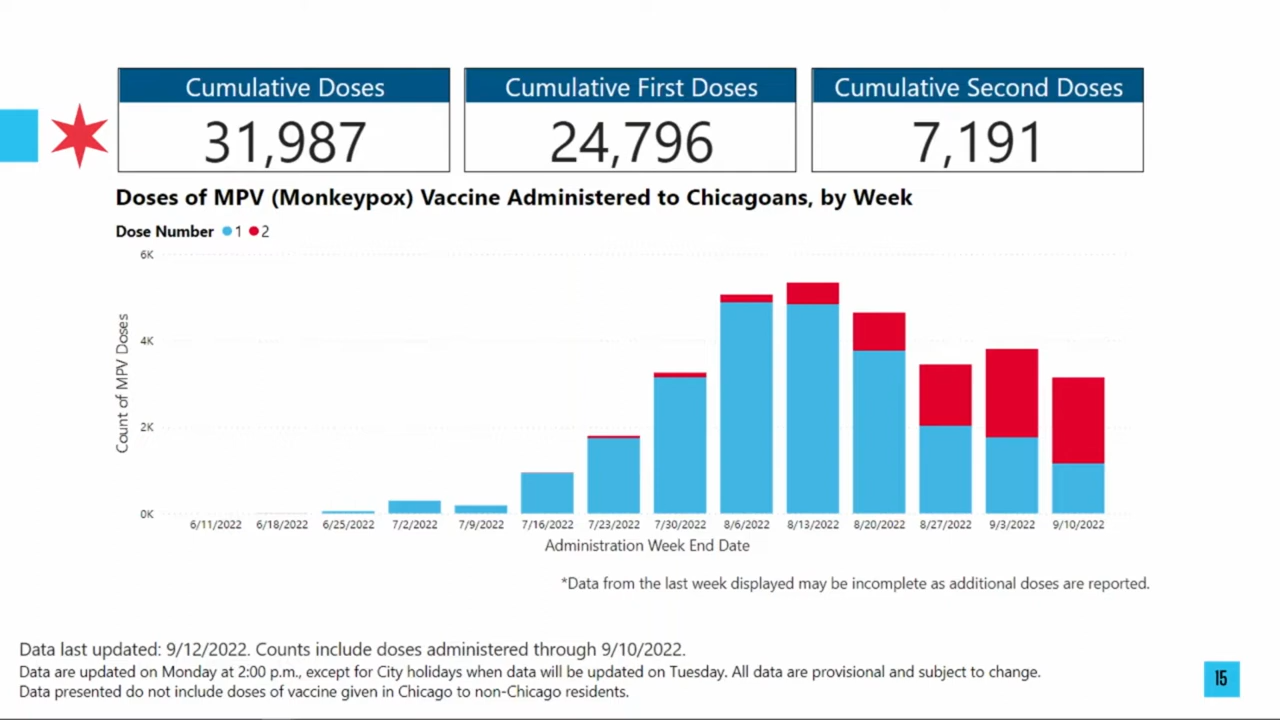 Cumulative Doses
31,987
Cumulative First Doses
24,796
Cumulative Second Doses
7,191
Doses of MPV (Monkeypox) Vaccine Administered to Chicagoans, by Week
Dose Number 1 2
6K
4K
2K
0K
Count of MPV Doses
6/11/2022 6/18/2022 6/25/2022 7/2/2022 7/9/2022 7/16/2022 7/23/2022 7/30/2022 8/6/2022 8/13/2022 8/20/2022 8/27/2022 9/3/2022 9/10/2022
Administration Week End Date
*Data from the last week displayed may be incomplete as additional doses are reported.
Data last updated: 9/12/2022. Counts include doses administered through 9/10/2022.
Data are updated on Monday at 2:00 p.m., except for City holidays when data will be updated on Tuesday. All data are provisional and subject to change.
Data presented do not include doses of vaccine given in Chicago to non-Chicago residents.
15